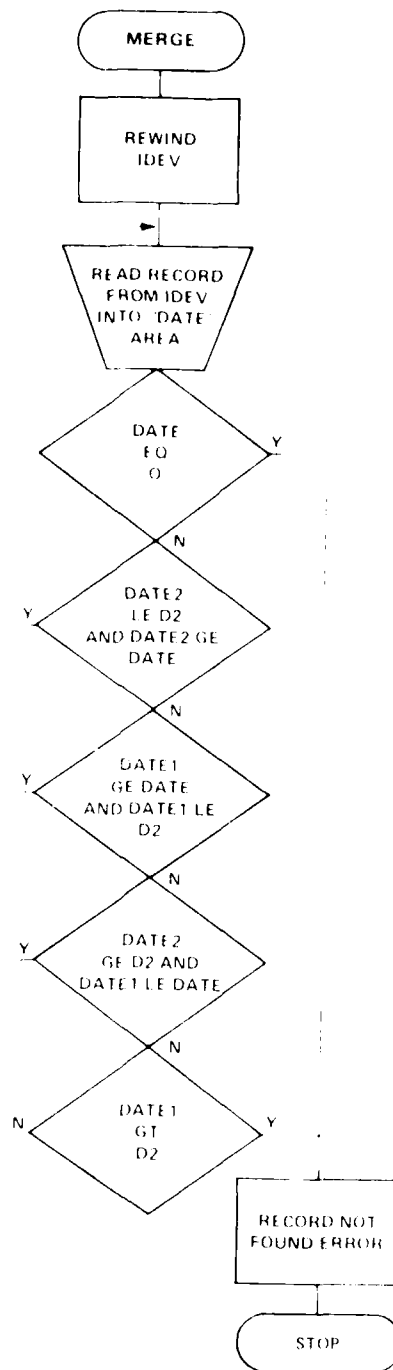 MERGE
REWIND
IDEV
READ RECORD
FROM IDEV
INTO 'DATE'
AREA
DATE
EQ
0
Y
N
DATE2
LE D2
AND DATE2 GE
DATE
Y
N
DATE1
GE DATE
AND DATE1 LE
D2
Y
N
DATE2
GE D2 AND
DATE1 LE DATE
Y
N
DATE1
GT
D2
N
Y
RECORD NOT
FOUND ERROR
STOP